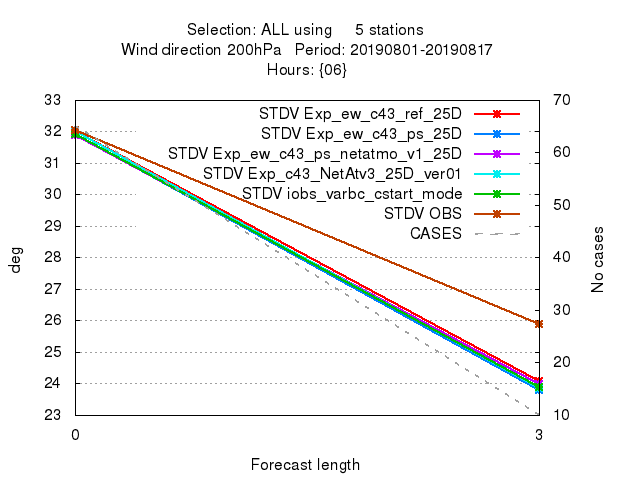 Selection: ALL using 5 stations
Wind direction 200hPa Period: 20190801-20190817
Hours: {06}
33
32
31
30
29
28
27
26
25
24
23
deg
70
60
50
40
30
20
10
No cases
STDV Exp_ew_c43_ref_25D
STDV Exp_ew_c43_ps_25D
STDV Exp_ew_c43_ps_netatmo_v1_25D
STDV Exp_c43_NetAtv3_25D_ver01
STDV iobs_varbc_cstart_mode
STDV OBS
CASES
0 3
Forecast length